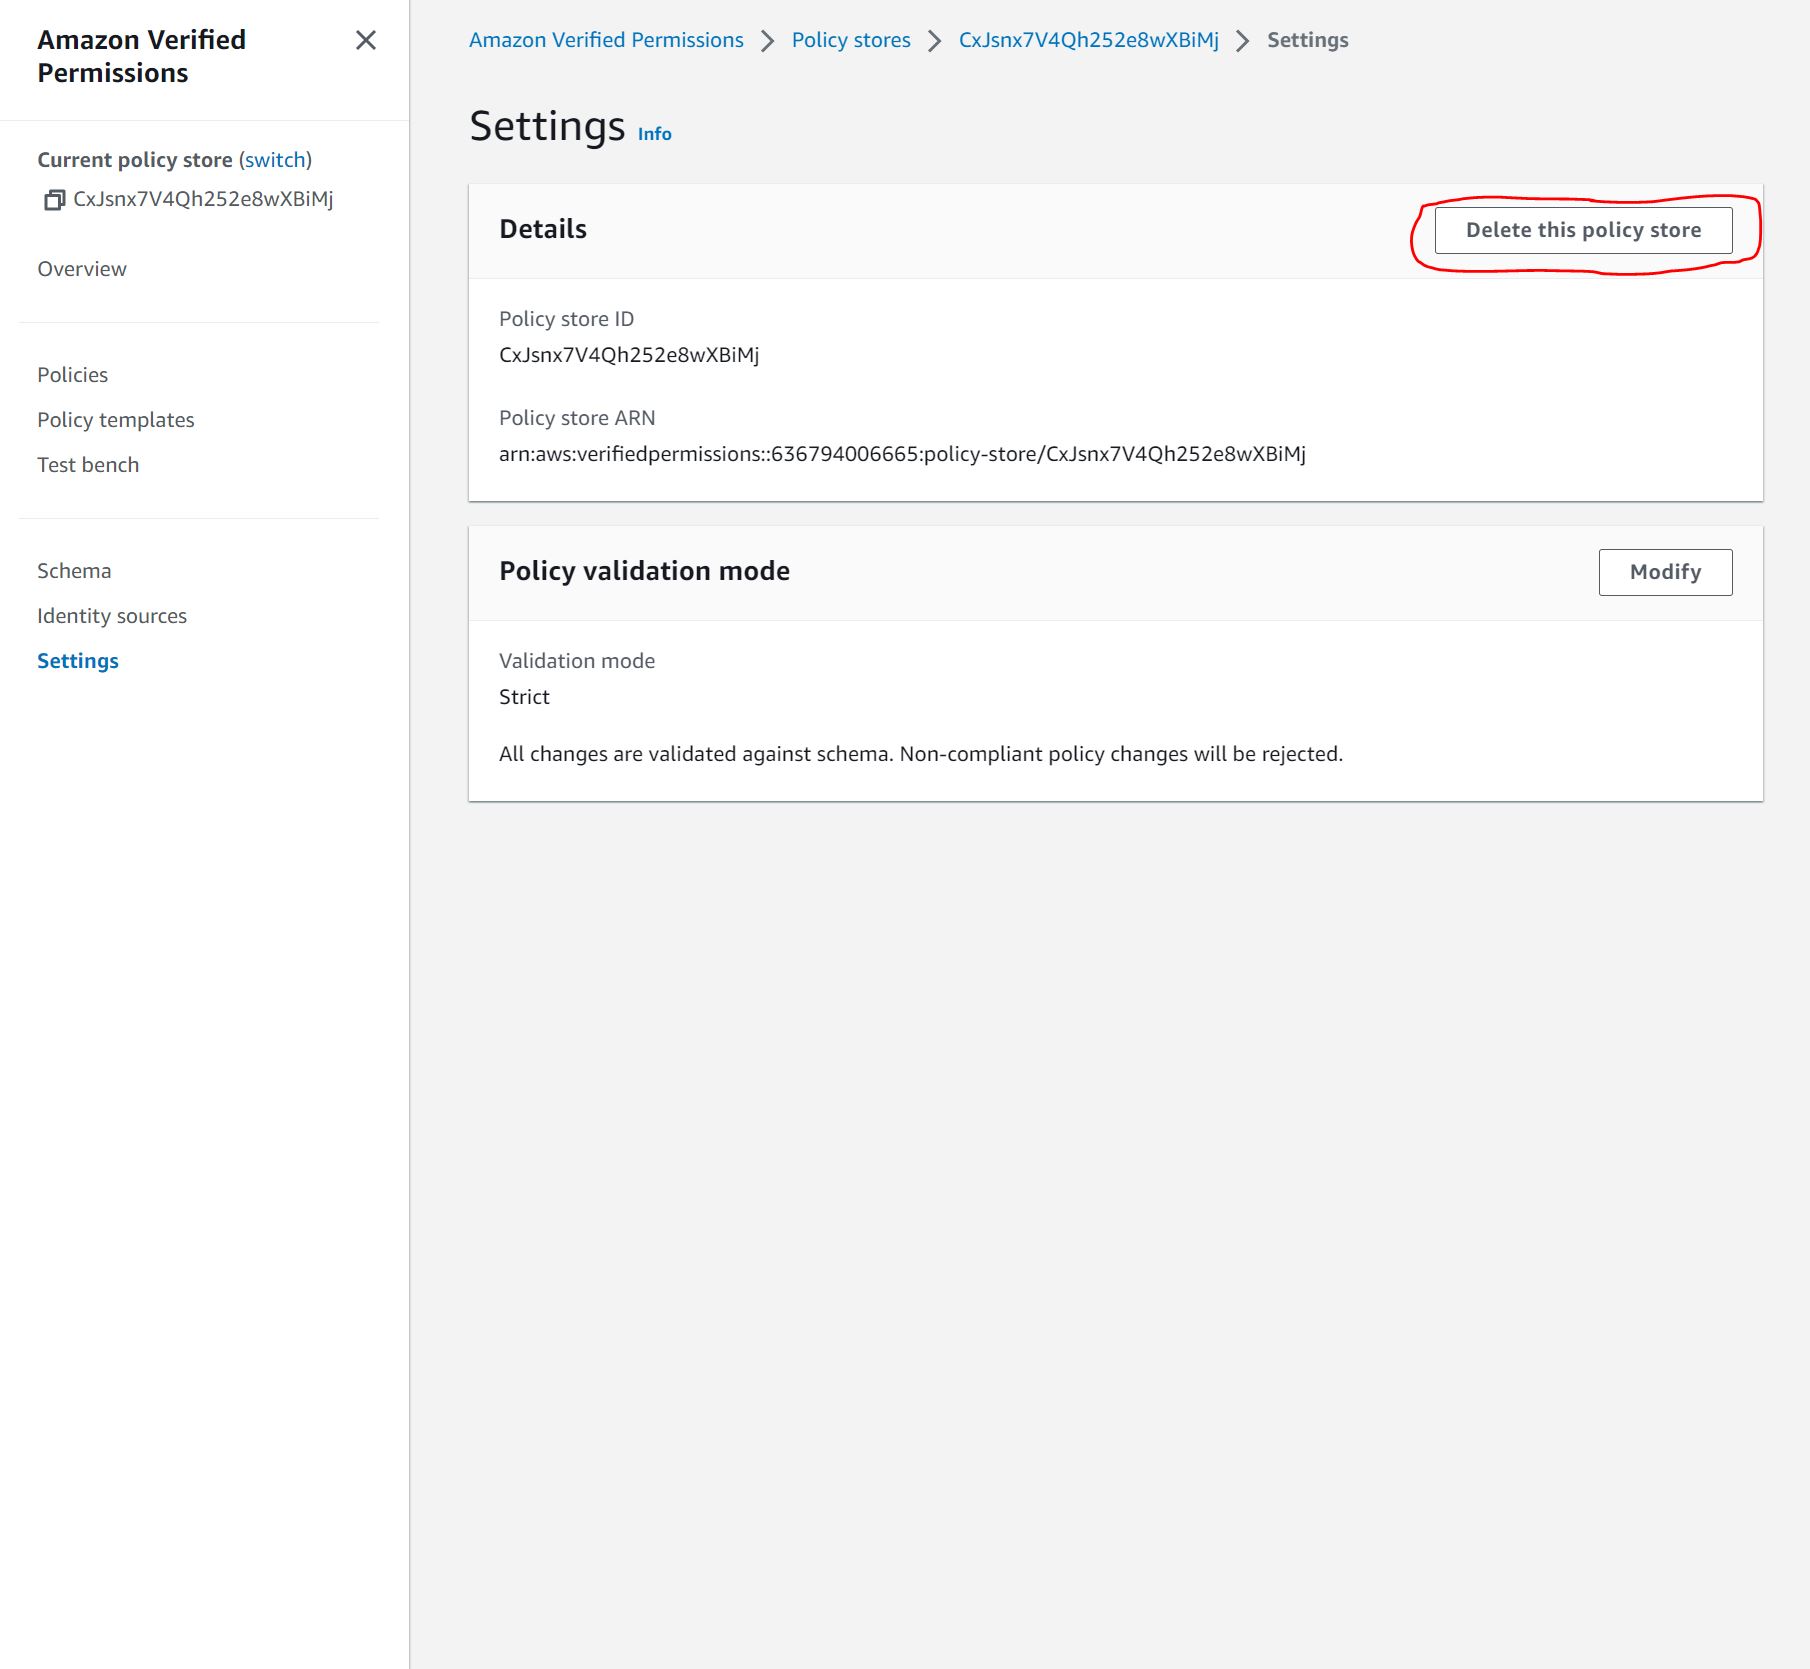 Amazon Verified
Permissions
Current policy store (switch)
CxJsnx7V4Qh252e8wXBiMj
Overview
Policies
Policy templates
Test bench
Schema
Identity sources
Settings
Amazon Verified Permissions > Policy stores > CxJsnx7V4Qh252e8wXBiMj > Settings
Settings Info
Details
Delete this policy store
Policy store ID
CxJsnx7V4Qh252e8wXBiMj
Policy store ARN
arn:aws:verifiedpermissions::636794006665:policy-store/CxJsnx7V4Qh252e8wXBiMj
Policy validation mode
Modify
Validation mode
Strict
All changes are validated against schema. Non-compliant policy changes will be rejected.